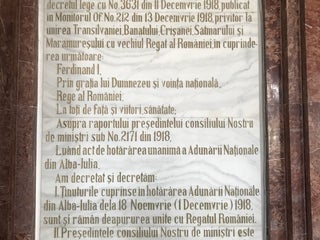 decretul lege cu No 3631 din 11 Decemvrie 1918, publicat
în Monitorul Of No. 212 din 13 Decemvrie 1918, privitor la
unirea Transilvaniei, Banatului, Crişanei, Satmarului şi
Maramureşului cu vechiul Regat al României, în cuprinde-
rea următoare:
Ferdinand I,
Prin graţia lui Dumnezeu şi voinţa naţională,
Rege al României,
La toţi de faţă şi viitori, sănătate;
Asupra raportului preşedintelui consiliului Nostru
de miniştri sub No. 2171 din 1918,
Luând act de hotărârea unanimă a Adunării Naţionale
din Alba-Iulia,
Am decretat şi decretăm:
I. Ţinuturile cuprinse în hotărârea Adunării Naţionale
din Alba-Iulia dela 18 Noemvrie (1 Decemvrie) 1918,
sunt şi rămân deapururea unite cu Regatul României.
II. Preşedintele consiliului Nostru de miniştri este